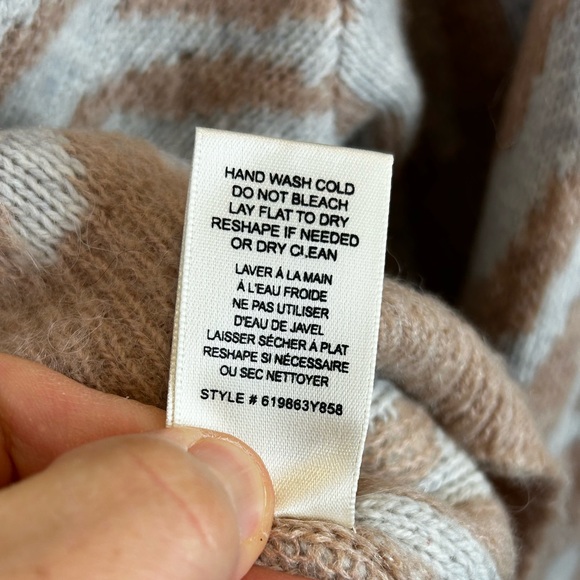 HAND WASH COLD
DO NOT BLEACH
LAY FLAT TO DRY
RESHAPE IF NEEDED
OR DRY CLEAN
LAVER À LA MAIN
À L'EAU FROIDE
NE PAS UTILISER
D'EAU DE JAVEL
LAISSER SÉCHER À PLAT
RESHAPE SI NÉCESSAIRE
OU SEC NETTOYER
STYLE # 619863Y858